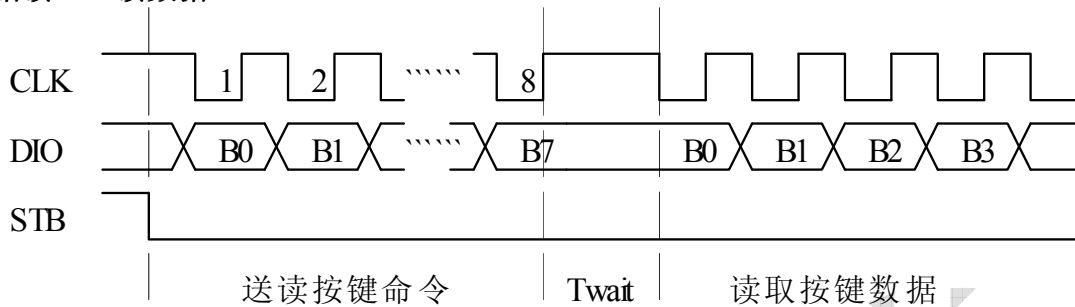 CLK 1 2 ...... 8
DIO B0 B1 ...... B7 B0 B1 B2 B3
STB
送读按键命令 Twait 读取按键数据